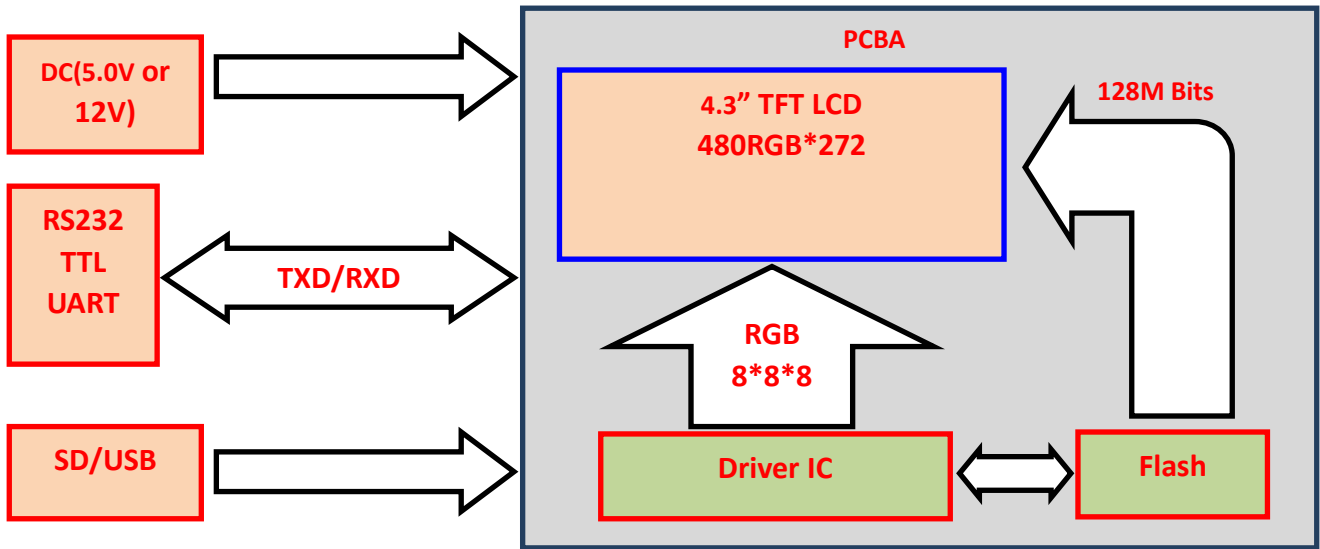 DC(5.0V or
12V)
RS232
TTL
UART
TXD/RXD
SD/USB
PCBA
4.3” TFT LCD
480RGB*272
128M Bits
RGB
8*8*8
Driver IC
Flash